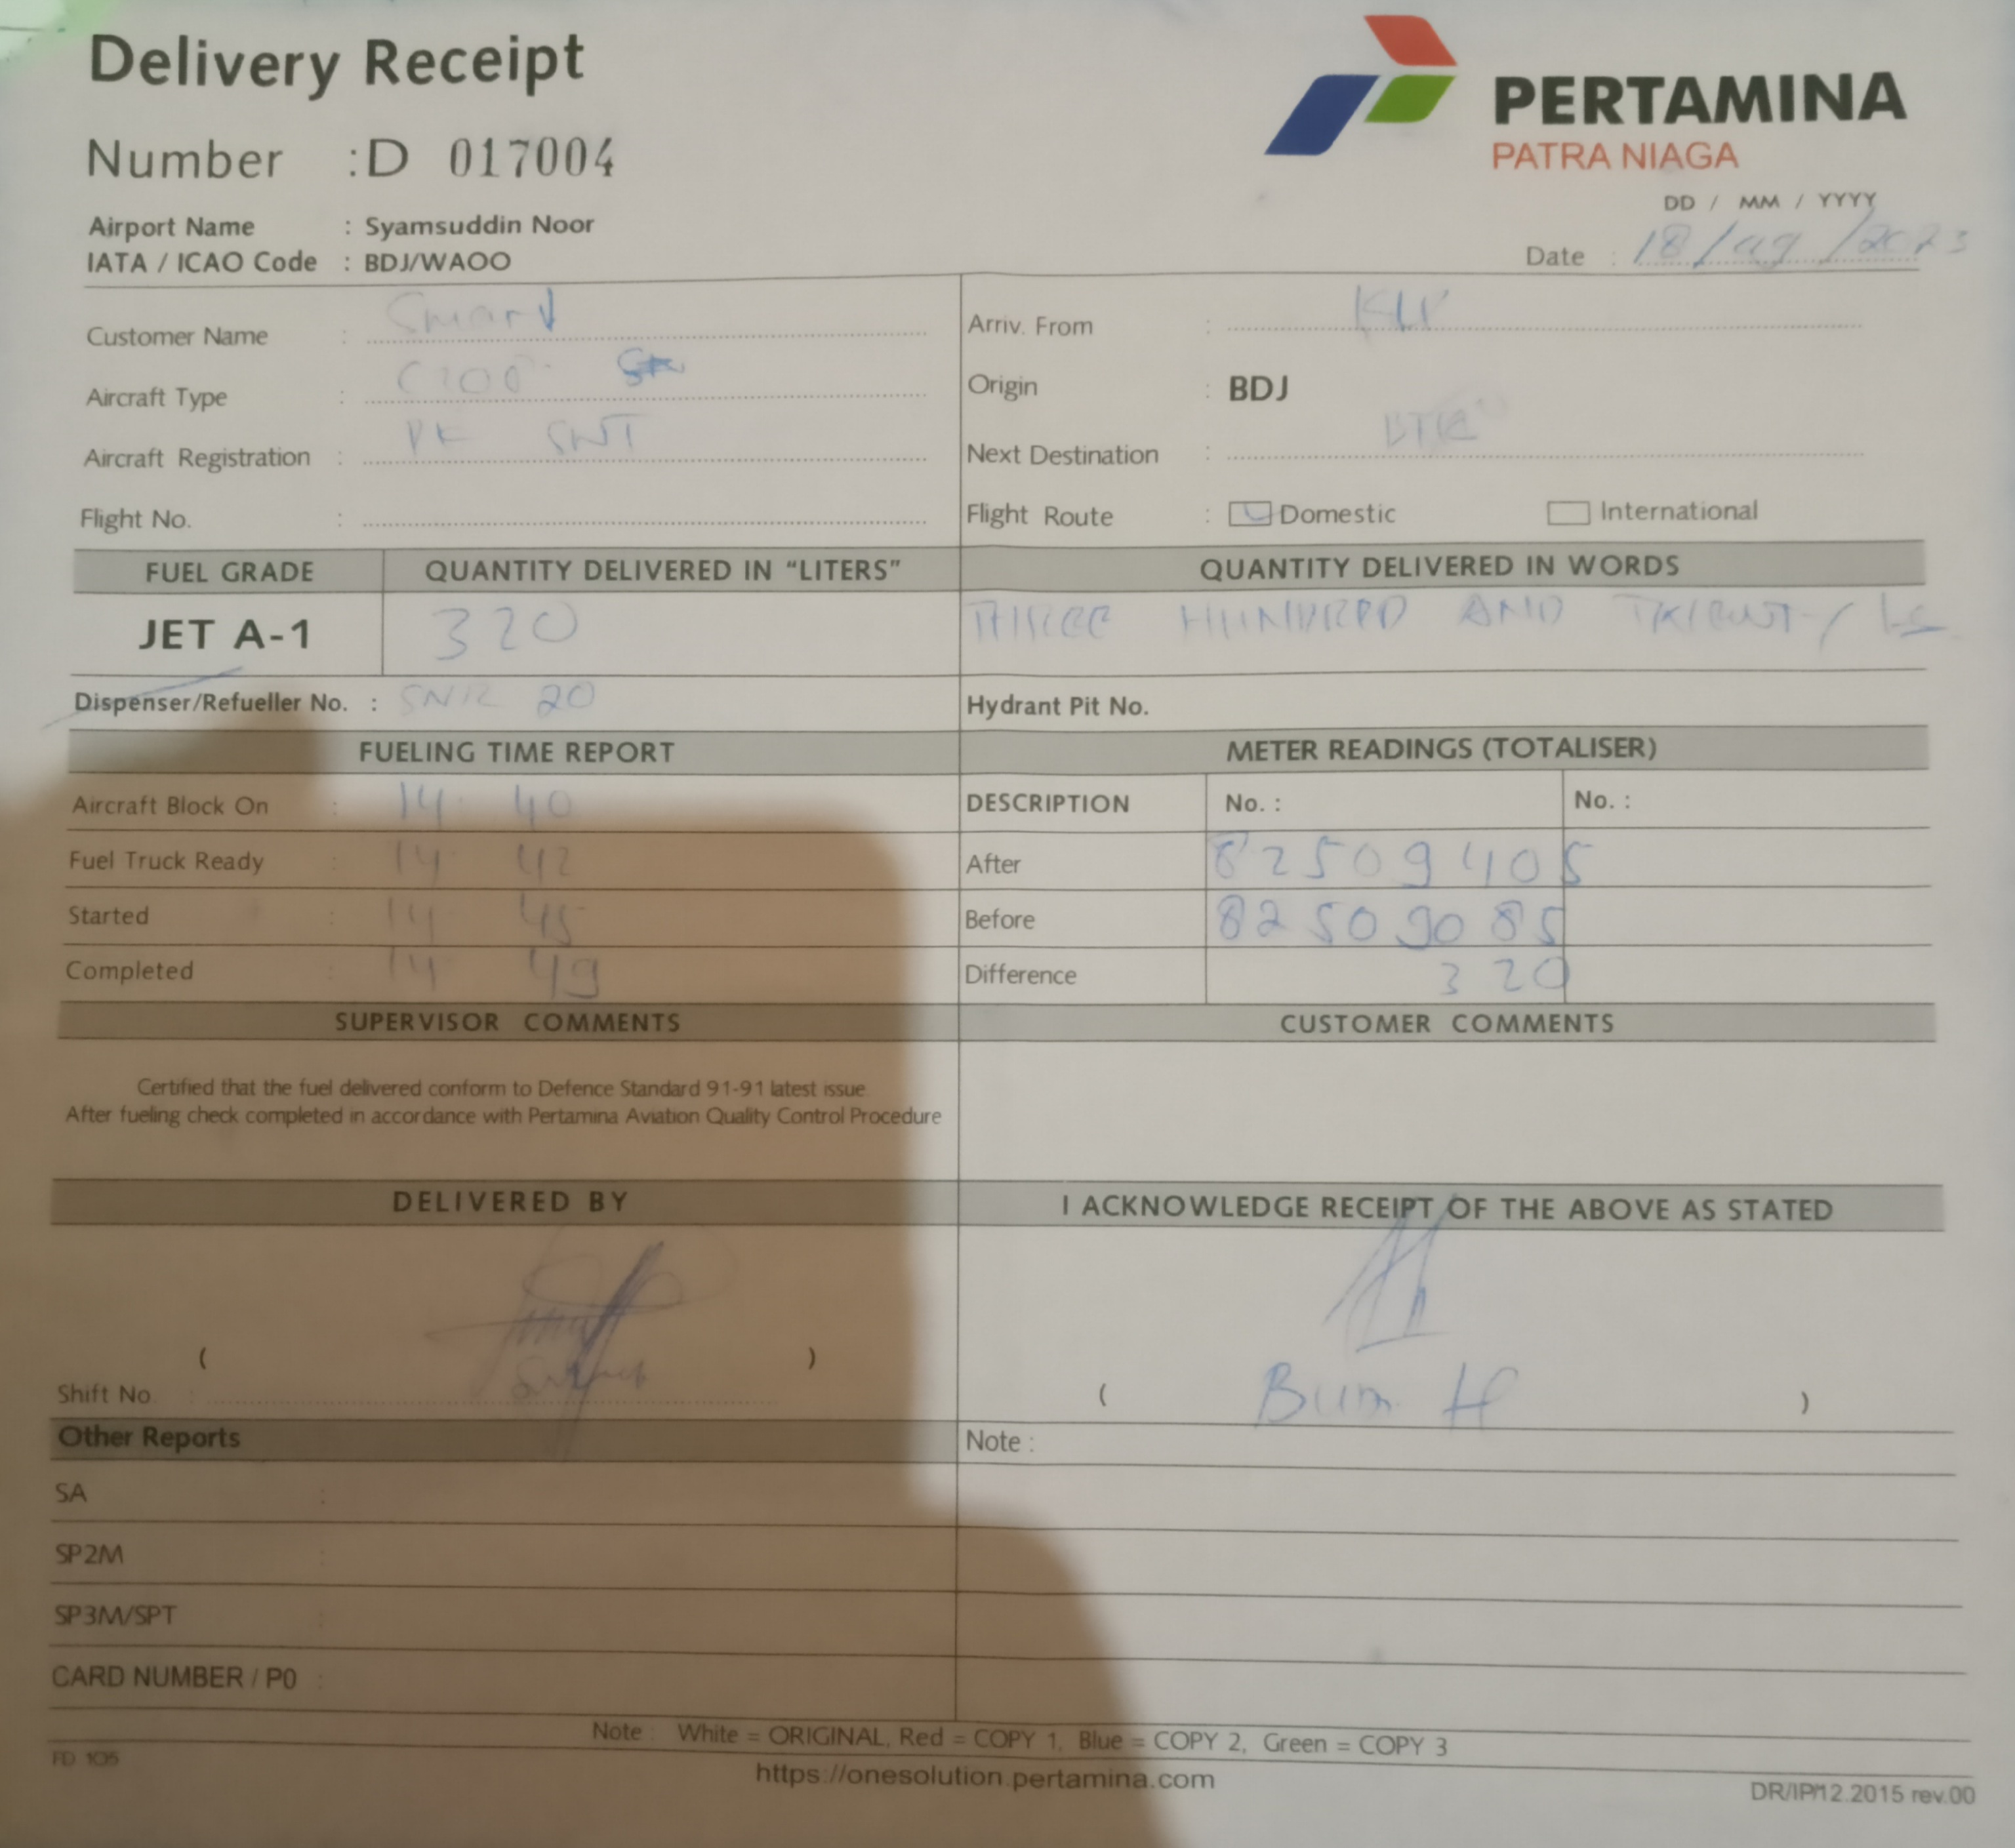 Delivery Receipt
PERTAMINA
PATRA NIAGA
Number :D 017004
DD / MM / YYYY
Airport Name : Syamsuddin Noor
IATA / ICAO Code : BDJ/WAOO
Date : 18/ag/2023
Customer Name : Smart
Arriv. From :
Aircraft Type : C208
Origin : BDJ
Aircraft Registration : PK SNT
Next Destination :
Flight No. :
Flight Route : Domestic International
FUEL GRADE QUANTITY DELIVERED IN “LITERS” QUANTITY DELIVERED IN WORDS
JET A-1 320 THREE HUNDRED AND
Dispenser/Refueller No. : 20
Hydrant Pit No.
FUELING TIME REPORT METER READINGS (TOTALISER)
Aircraft Block On : 14 40
DESCRIPTION No. : No. :
Fuel Truck Ready : 14 42
After 82509405
Started : 14 45
Before 82509085
Completed : 14 49
Difference 320
SUPERVISOR COMMENTS CUSTOMER COMMENTS
Certified that the fuel delivered conform to Defence Standard 91-91 latest issue
After fueling check completed in accordance with Pertamina Aviation Quality Control Procedure
DELIVERED BY I ACKNOWLEDGE RECEIPT OF THE ABOVE AS STATED
( )
Shift No :
( )
Other Reports
Note :
SA :
SP2M :
SP3M/SPT :
CARD NUMBER / P0 :
Note : White = ORIGINAL, Red = COPY 1, Blue = COPY 2, Green = COPY 3
FD 105
https://onesolution.pertamina.com
DR/IPM12.2015 rev.00